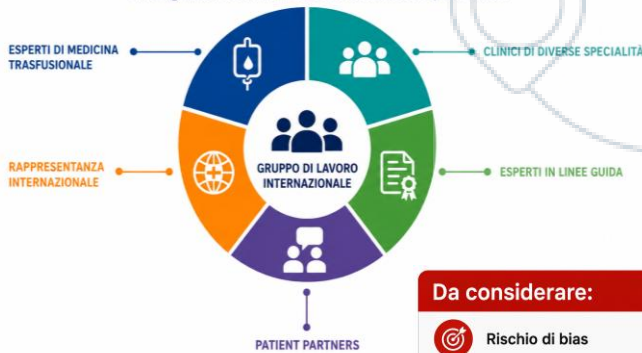 ESPERTI DI MEDICINA
TRASFUSIONALE
CLINICI DI DIVERSE SPECIALITÀ
RAPPRESENTANZA
INTERNAZIONALE
GRUPPO DI LAVORO
INTERNAZIONALE
ESPERTI IN LINEE GUIDA
PATIENT PARTNERS
Da considerare:
Rischio di bias